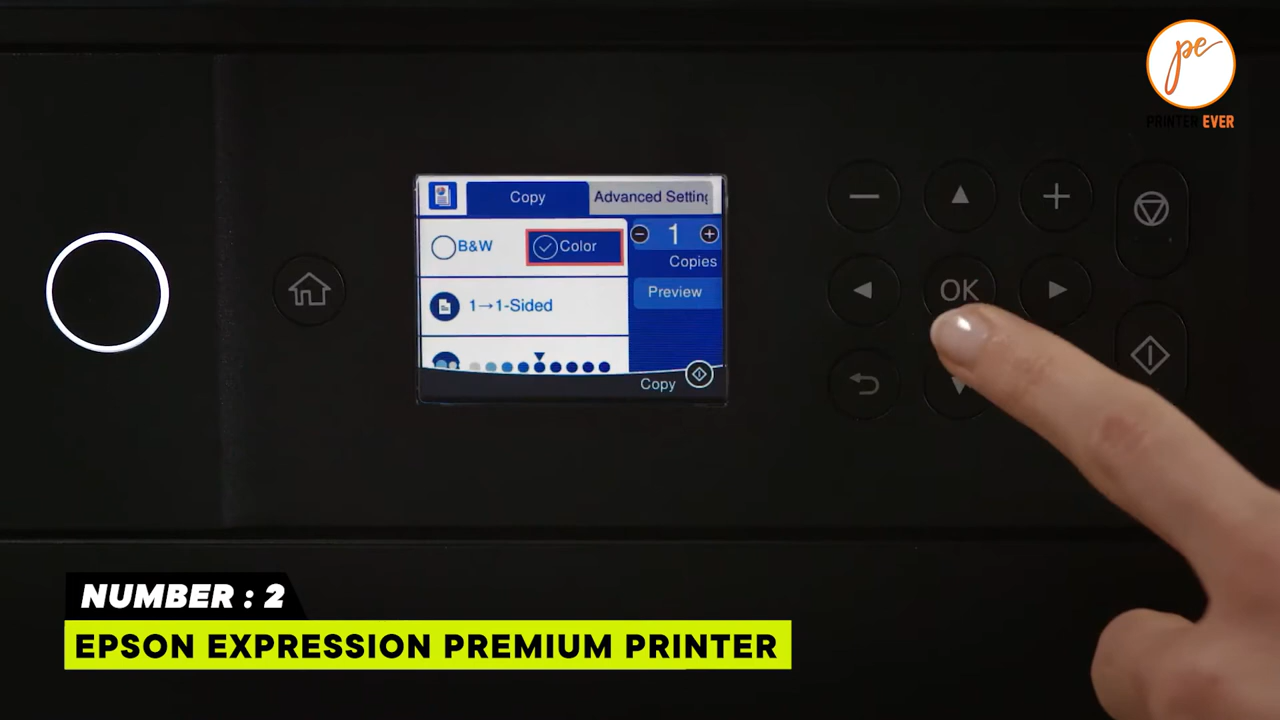 pe
PRINTER EVER
Copy
Advanced Setting
B&W
Color
1
Copies
1→1-Sided
Preview
Copy
OK
NUMBER : 2
EPSON EXPRESSION PREMIUM PRINTER